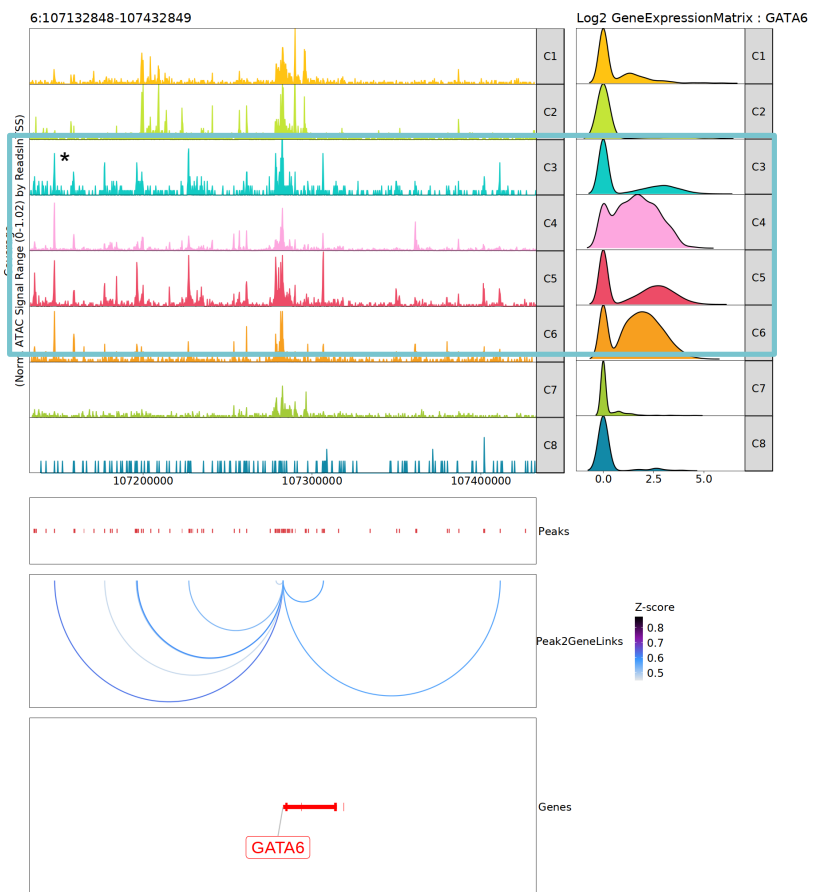 6:107132848-107432849
Log2 GeneExpressionMatrix : GATA6
(Norm. ATAC Signal Range (0-1.02) by ReadsIn TSS)
C1
C2
C3
C4
C5
C6
C7
C8
*
C1
C2
C3
C4
C5
C6
C7
C8
107200000
107300000
107400000
0.0
2.5
5.0
Peaks
Peak2GeneLinks
Z-score
0.8
0.7
0.6
0.5
Genes
GATA6